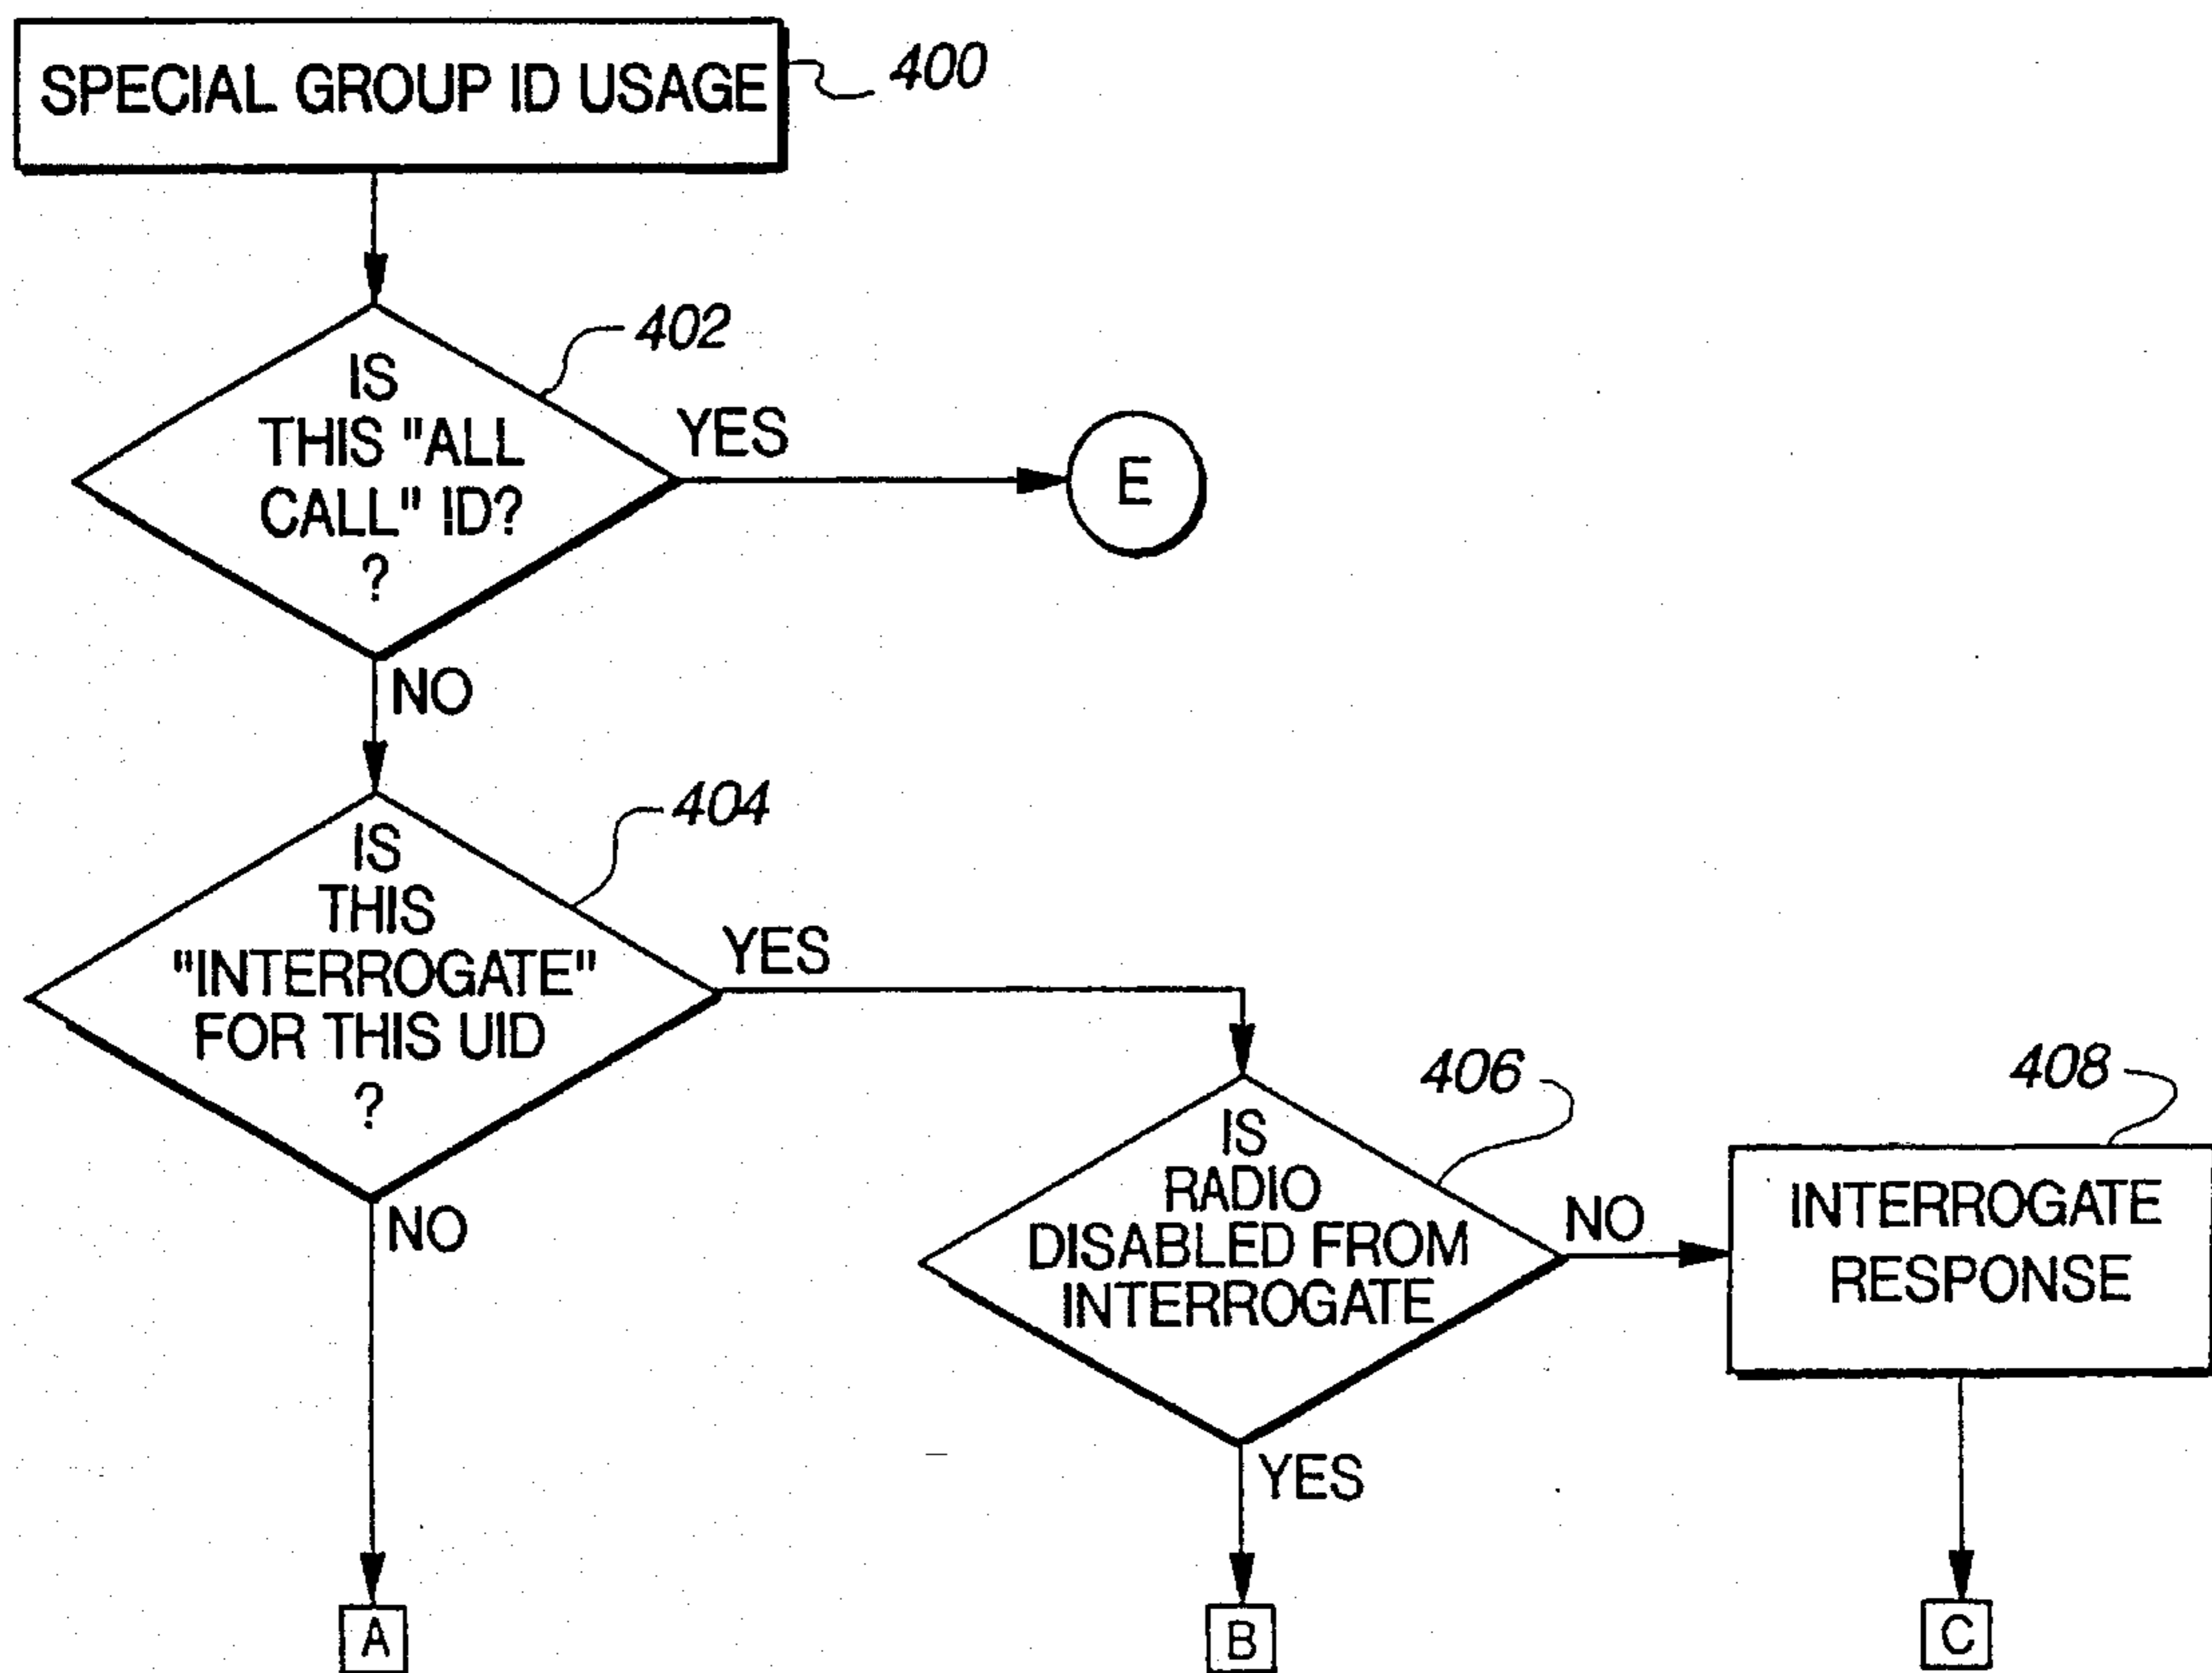 SPECIAL GROUP ID USAGE
400
402
IS
THIS "ALL
CALL" ID?
?
YES
E
NO
404
IS
THIS
"INTERROGATE"
FOR THIS UID
?
YES
NO
406
IS
RADIO
DISABLED FROM
INTERROGATE
NO
YES
408
INTERROGATE
RESPONSE
A
B
C